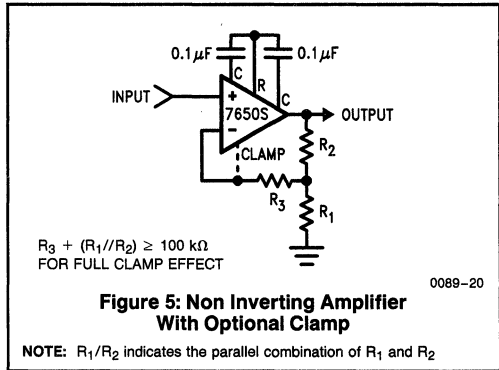 0.1μF
0.1μF
C
R
C
INPUT
+
7650S
−
OUTPUT
CLAMP
R2
R3
R1
R3 + (R1//R2) ≥ 100 kΩ
FOR FULL CLAMP EFFECT
0089–20
Figure 5: Non Inverting Amplifier
With Optional Clamp
NOTE: R1/R2 indicates the parallel combination of R1 and R2